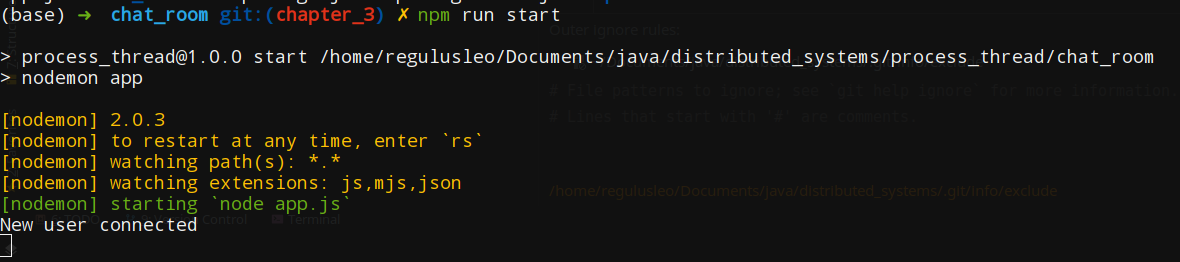 (base) ➜ chat_room git:(chapter_3) ✗ npm run start
Outer ignore rules:
> process_thread@1.0.0 start /home/regulusleo/Documents/java/distributed_systems/process_thread/chat_room
> nodemon app
# File patterns to ignore; see `git help ignore` for more information.
# Lines that start with '#' are comments.
[nodemon] 2.0.3
[nodemon] to restart at any time, enter `rs`
[nodemon] watching path(s): *.*
[nodemon] watching extensions: js,mjs,json
/home/regulusleo/Documents/java/distributed_systems/.git/info/exclude
[nodemon] starting `node app.js`
Control
Terminal
New user connected